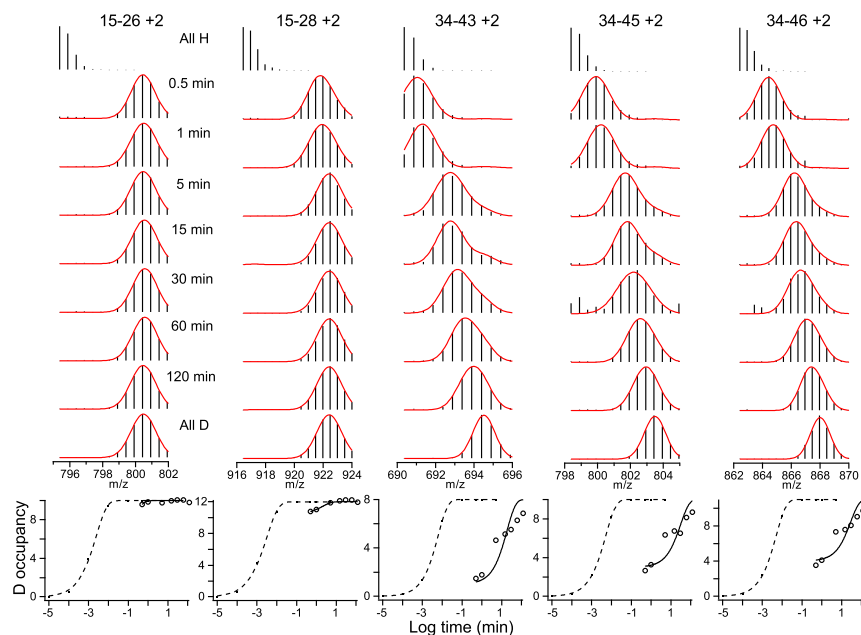 15-26 +2 15-28 +2 34-43 +2 34-45 +2 34-46 +2
All H
0.5 min
1 min
5 min
15 min
30 min
60 min
120 min
All D
796 798 800 802 916 918 920 922 924 690 692 694 696 798 800 802 804 862 864 866 868 870
m/z m/z m/z m/z m/z
D occupancy
8 4 0
12 8 4 0
8 6 4 2 0
8 4 0
8 4 0
-5 -3 -1 1 -5 -3 -1 1 -5 -3 -1 1 -5 -3 -1 1 -5 -3 -1 1
Log time (min)